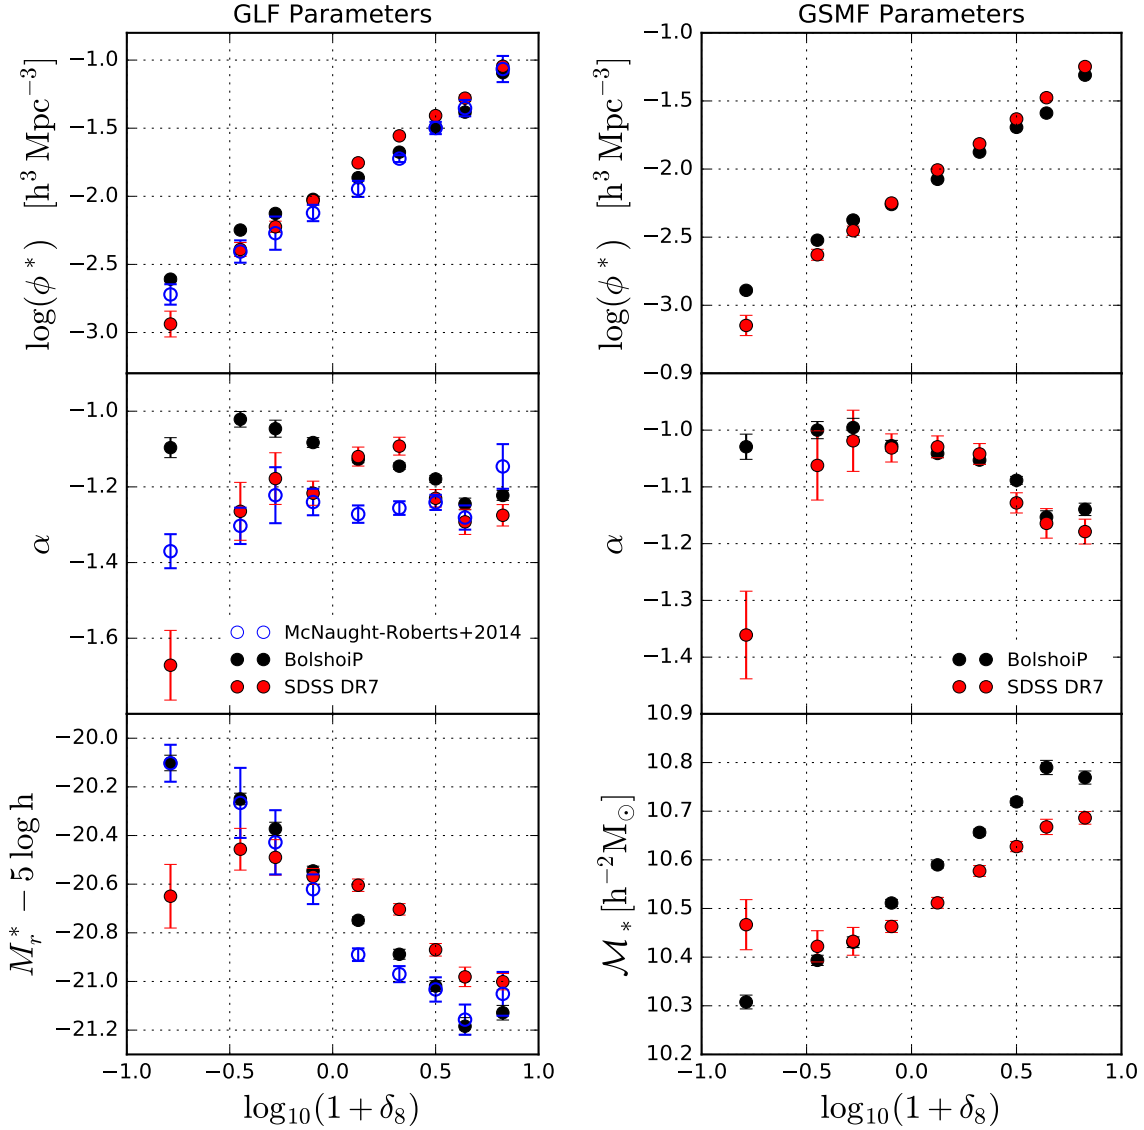 GLF Parameters
GSMF Parameters
−1.0
−1.5
−2.0
−2.5
−3.0
log(ϕ*) [h³ Mpc⁻³]
−1.0
−1.5
−2.0
−2.5
−3.0
−0.9
log(ϕ*) [h³ Mpc⁻³]
−1.0
−1.2
−1.4
−1.6
α
McNaught-Roberts+2014
BolshoiP
SDSS DR7
−0.9
−1.0
−1.1
−1.2
−1.3
−1.4
10.9
α
BolshoiP
SDSS DR7
−20.0
−20.2
−20.4
−20.6
−20.8
−21.0
−21.2
M*ᵣ − 5 log h
10.8
10.7
10.6
10.5
10.4
10.3
10.2
ℳ* [h⁻²M⊙]
−1.0 −0.5 0.0 0.5 1.0
log₁₀(1 + δ₈)
−1.0 −0.5 0.0 0.5 1.0
log₁₀(1 + δ₈)